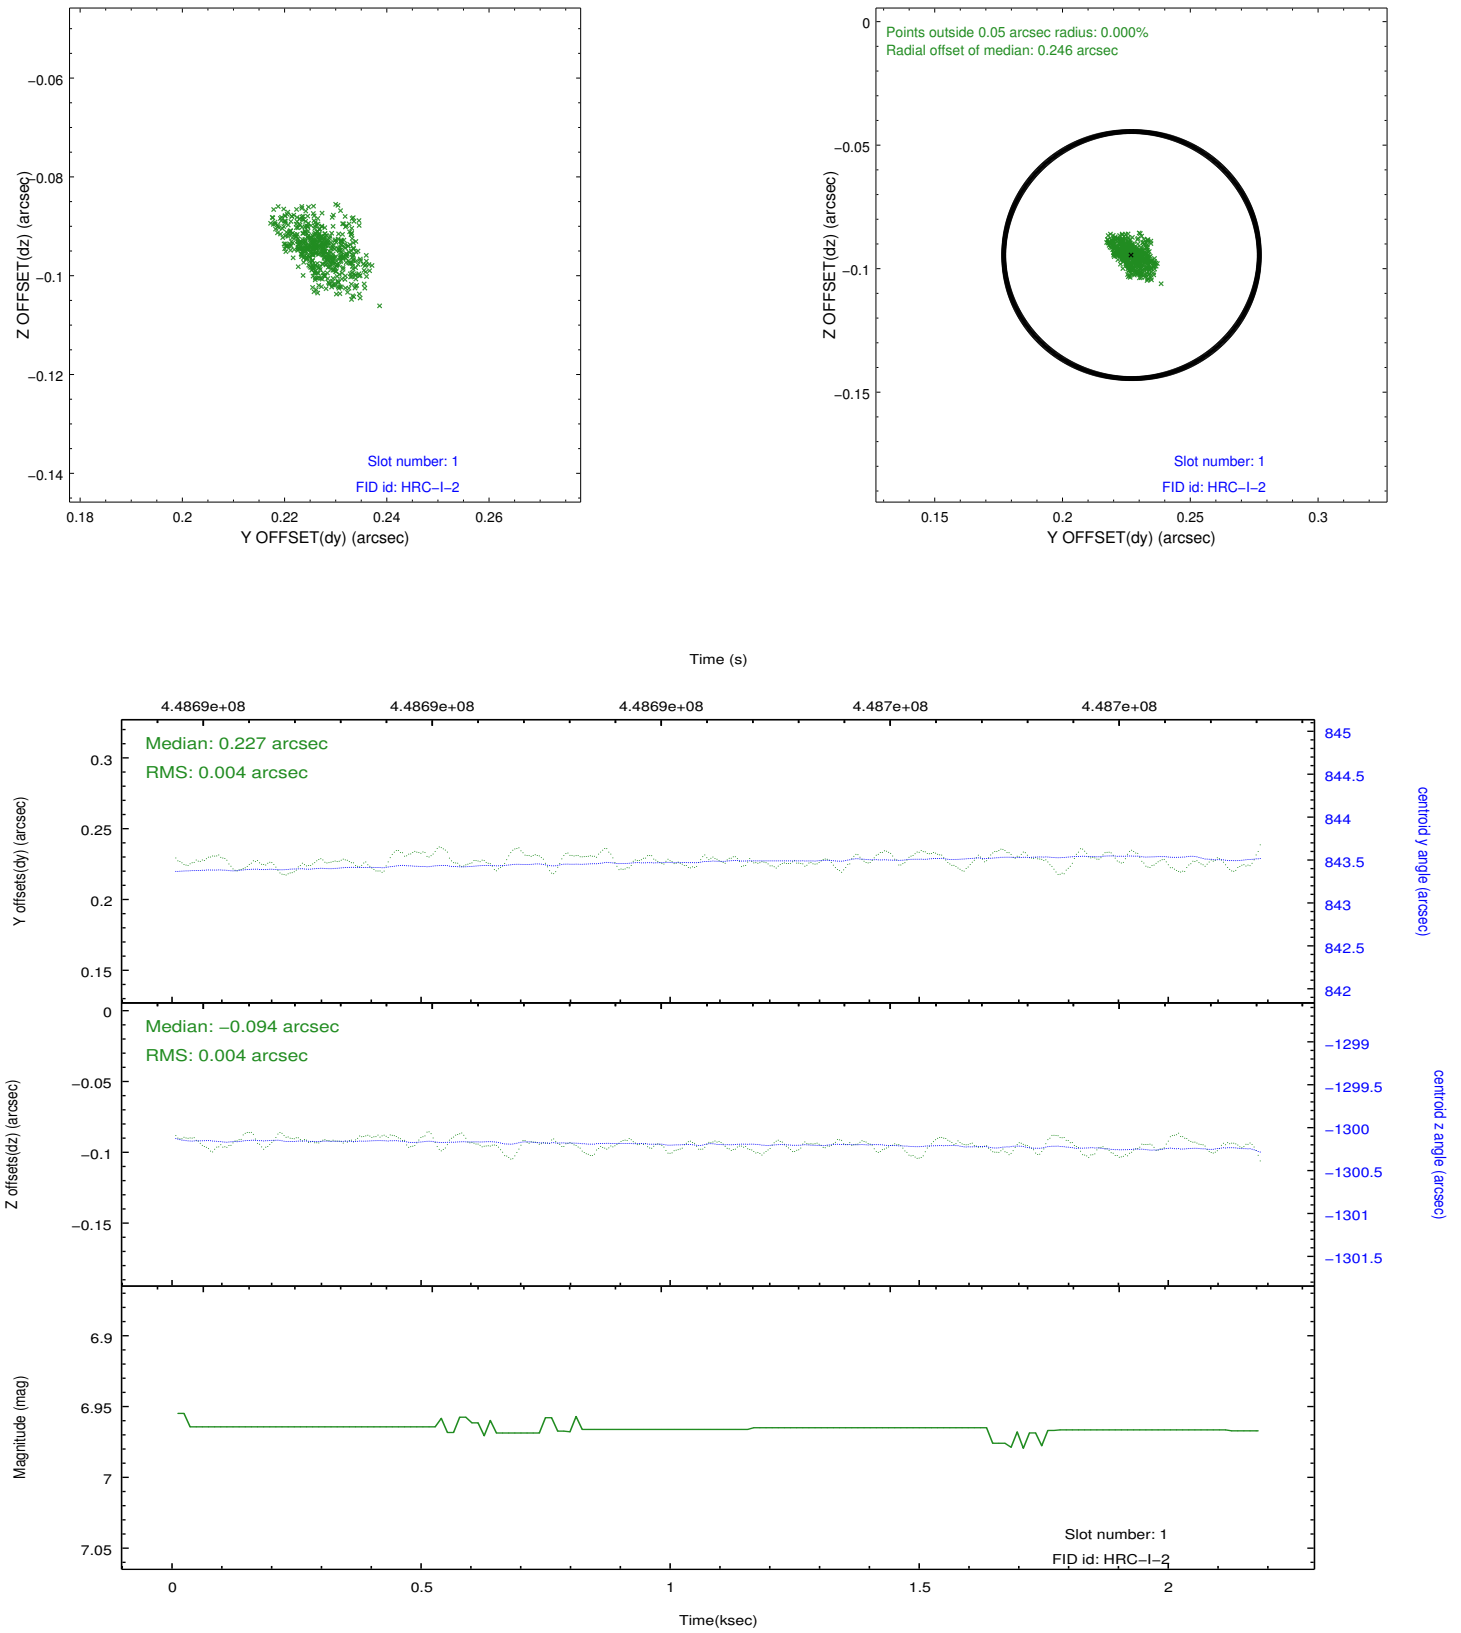 −0.06
−0.08
−0.1
−0.12
−0.14
Z OFFSET(dz) (arcsec)
Slot number: 1
FID id: HRC−I−2
0.18 0.2 0.22 0.24 0.26
Y OFFSET(dy) (arcsec)
Points outside 0.05 arcsec radius: 0.000%
Radial offset of median: 0.246 arcsec
0
−0.05
−0.1
−0.15
Z OFFSET(dz) (arcsec)
Slot number: 1
FID id: HRC−I−2
0.15 0.2 0.25 0.3
Y OFFSET(dy) (arcsec)
Time (s)
4.4869e+08 4.4869e+08 4.4869e+08 4.487e+08 4.487e+08
Median: 0.227 arcsec
RMS: 0.004 arcsec
0.3
0.25
0.2
0.15
Y offsets(dy) (arcsec)
845
844.5
844
843.5
843
842.5
842
centroid y angle (arcsec)
Median: −0.094 arcsec
RMS: 0.004 arcsec
0
−0.05
−0.1
−0.15
Z offsets(dz) (arcsec)
−1299
−1299.5
−1300
−1300.5
−1301
−1301.5
centroid z angle (arcsec)
6.9
6.95
7
7.05
Magnitude (mag)
Slot number: 1
FID id: HRC−I−2
0 0.5 1 1.5 2
Time(ksec)